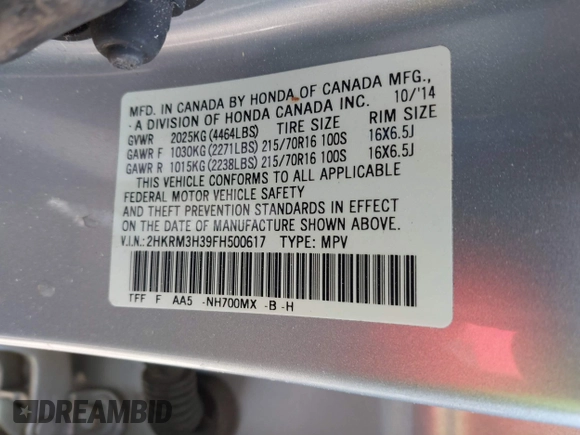 MFD. IN CANADA BY HONDA OF CANADA MFG.,
A DIVISION OF HONDA CANADA INC. 10/'14
GVWR 2025KG (4464LBS) TIRE SIZE RIM SIZE
GAWR F 1030KG (2271LBS) 215/70R16 100S 16X6.5J
GAWR R 1015KG (2238LBS) 215/70R16 100S 16X6.5J
THIS VEHICLE CONFORMS TO ALL APPLICABLE
FEDERAL MOTOR VEHICLE SAFETY
AND THEFT PREVENTION STANDARDS IN EFFECT
ON THE DATE OF MANUFACTURE SHOWN ABOVE.
V.I.N.: 2HKRM3H39FH500617 TYPE: MPV
TFF F AA5 -NH700MX -B -H
DREAMBID